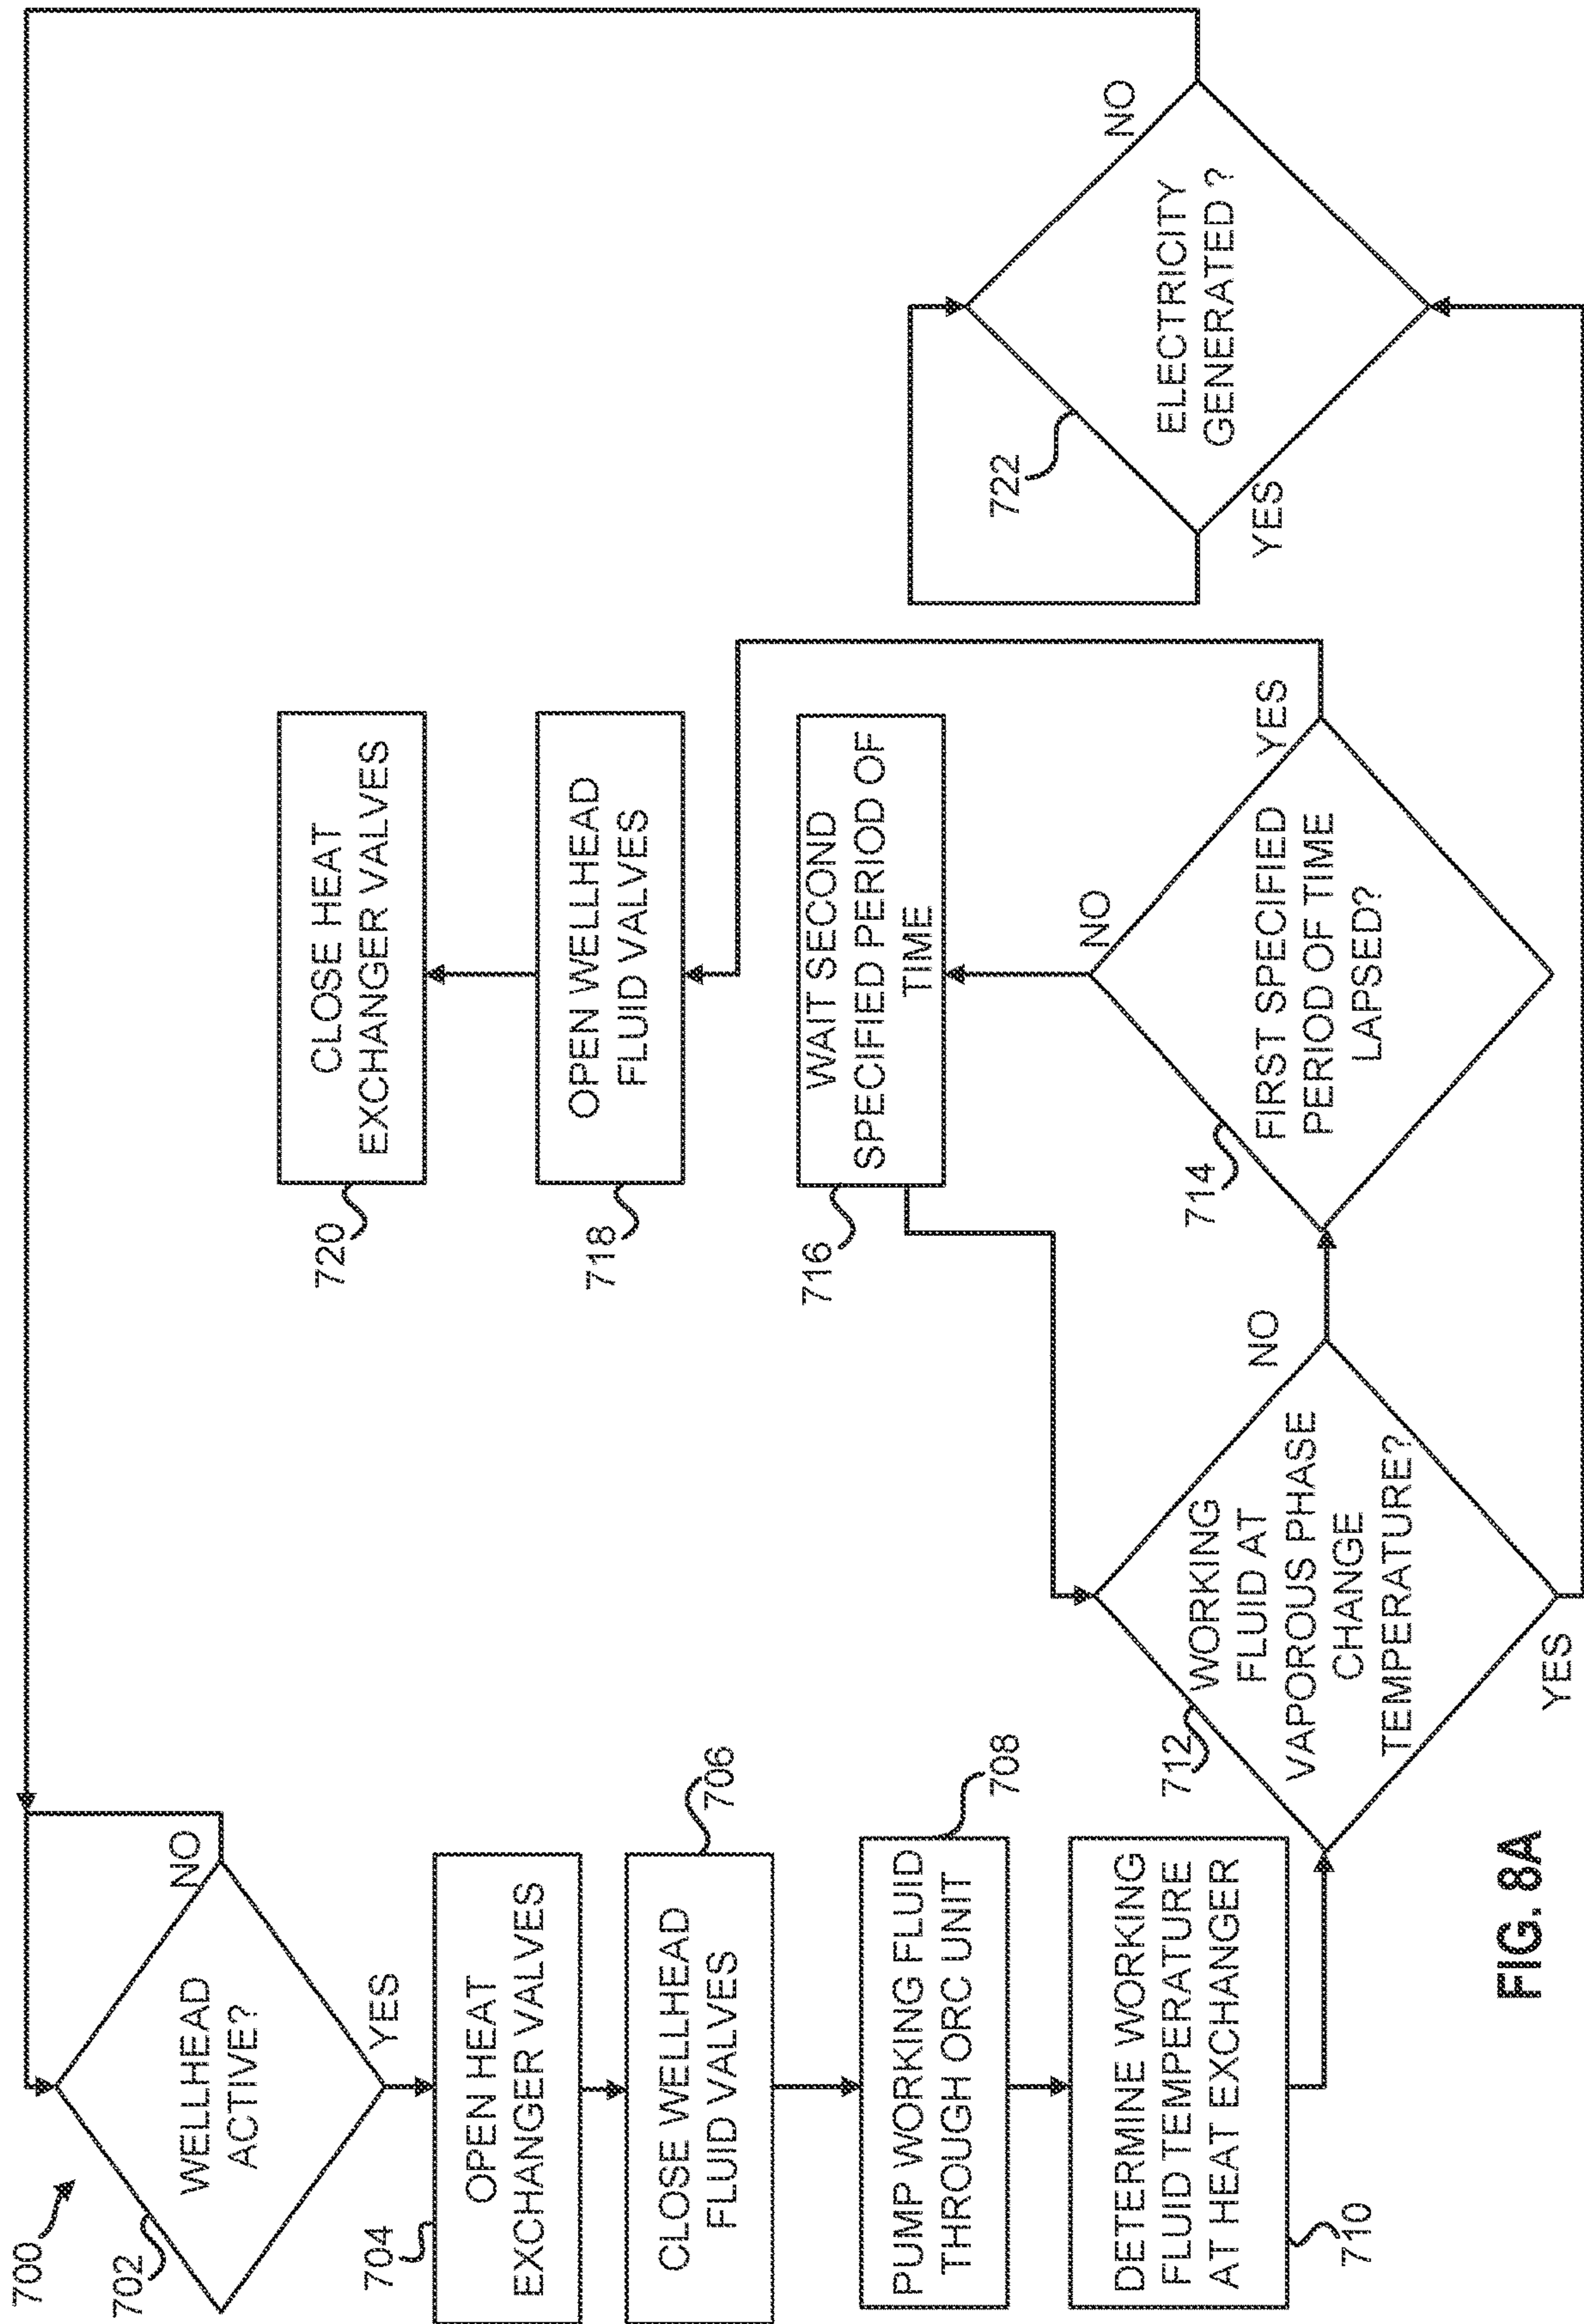 700
702
WELLHEAD
ACTIVE?
NO
YES
704
OPEN HEAT
EXCHANGER VALVES
706
CLOSE WELLHEAD
FLUID VALVES
708
PUMP WORKING FLUID
THROUGH ORC UNIT
710
DETERMINE WORKING
FLUID TEMPERATURE
AT HEAT EXCHANGER
712
WORKING
FLUID AT
VAPOROUS PHASE
CHANGE
TEMPERATURE?
NO
YES
714
FIRST SPECIFIED
PERIOD OF TIME
LAPSED?
NO
YES
716
WAIT SECOND
SPECIFIED PERIOD OF
TIME
718
OPEN WELLHEAD
FLUID VALVES
720
CLOSE HEAT
EXCHANGER VALVES
722
ELECTRICITY
GENERATED ?
NO
YES
FIG. 8A